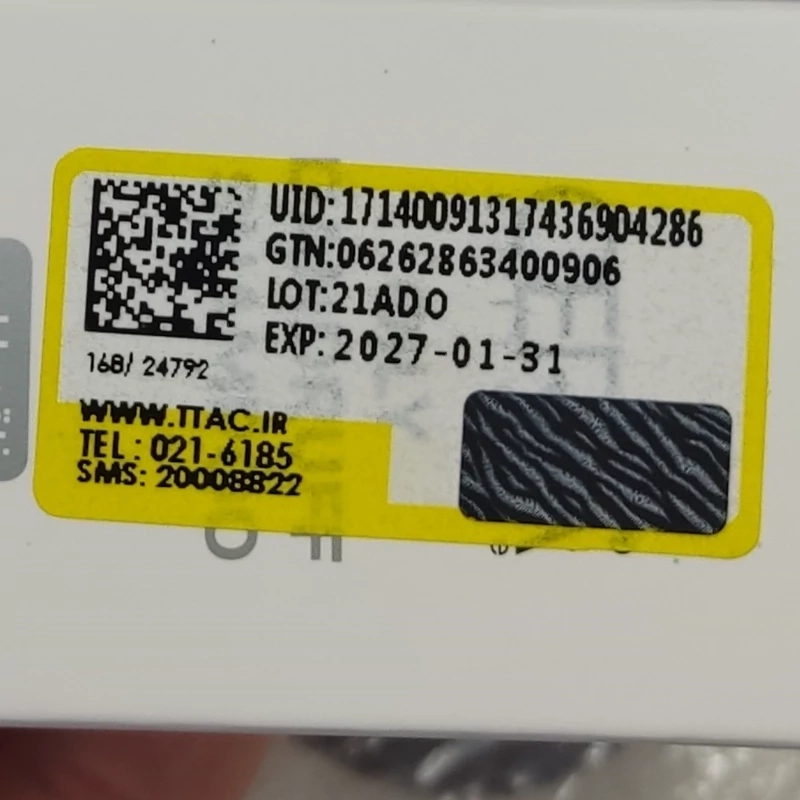 UID:17140091317436904286
GTN:06262863400906
LOT:21ADO
EXP: 2027-01-31
168/ 24792
WWW.TTAC.IR
TEL : 021-6185
SMS: 20008822